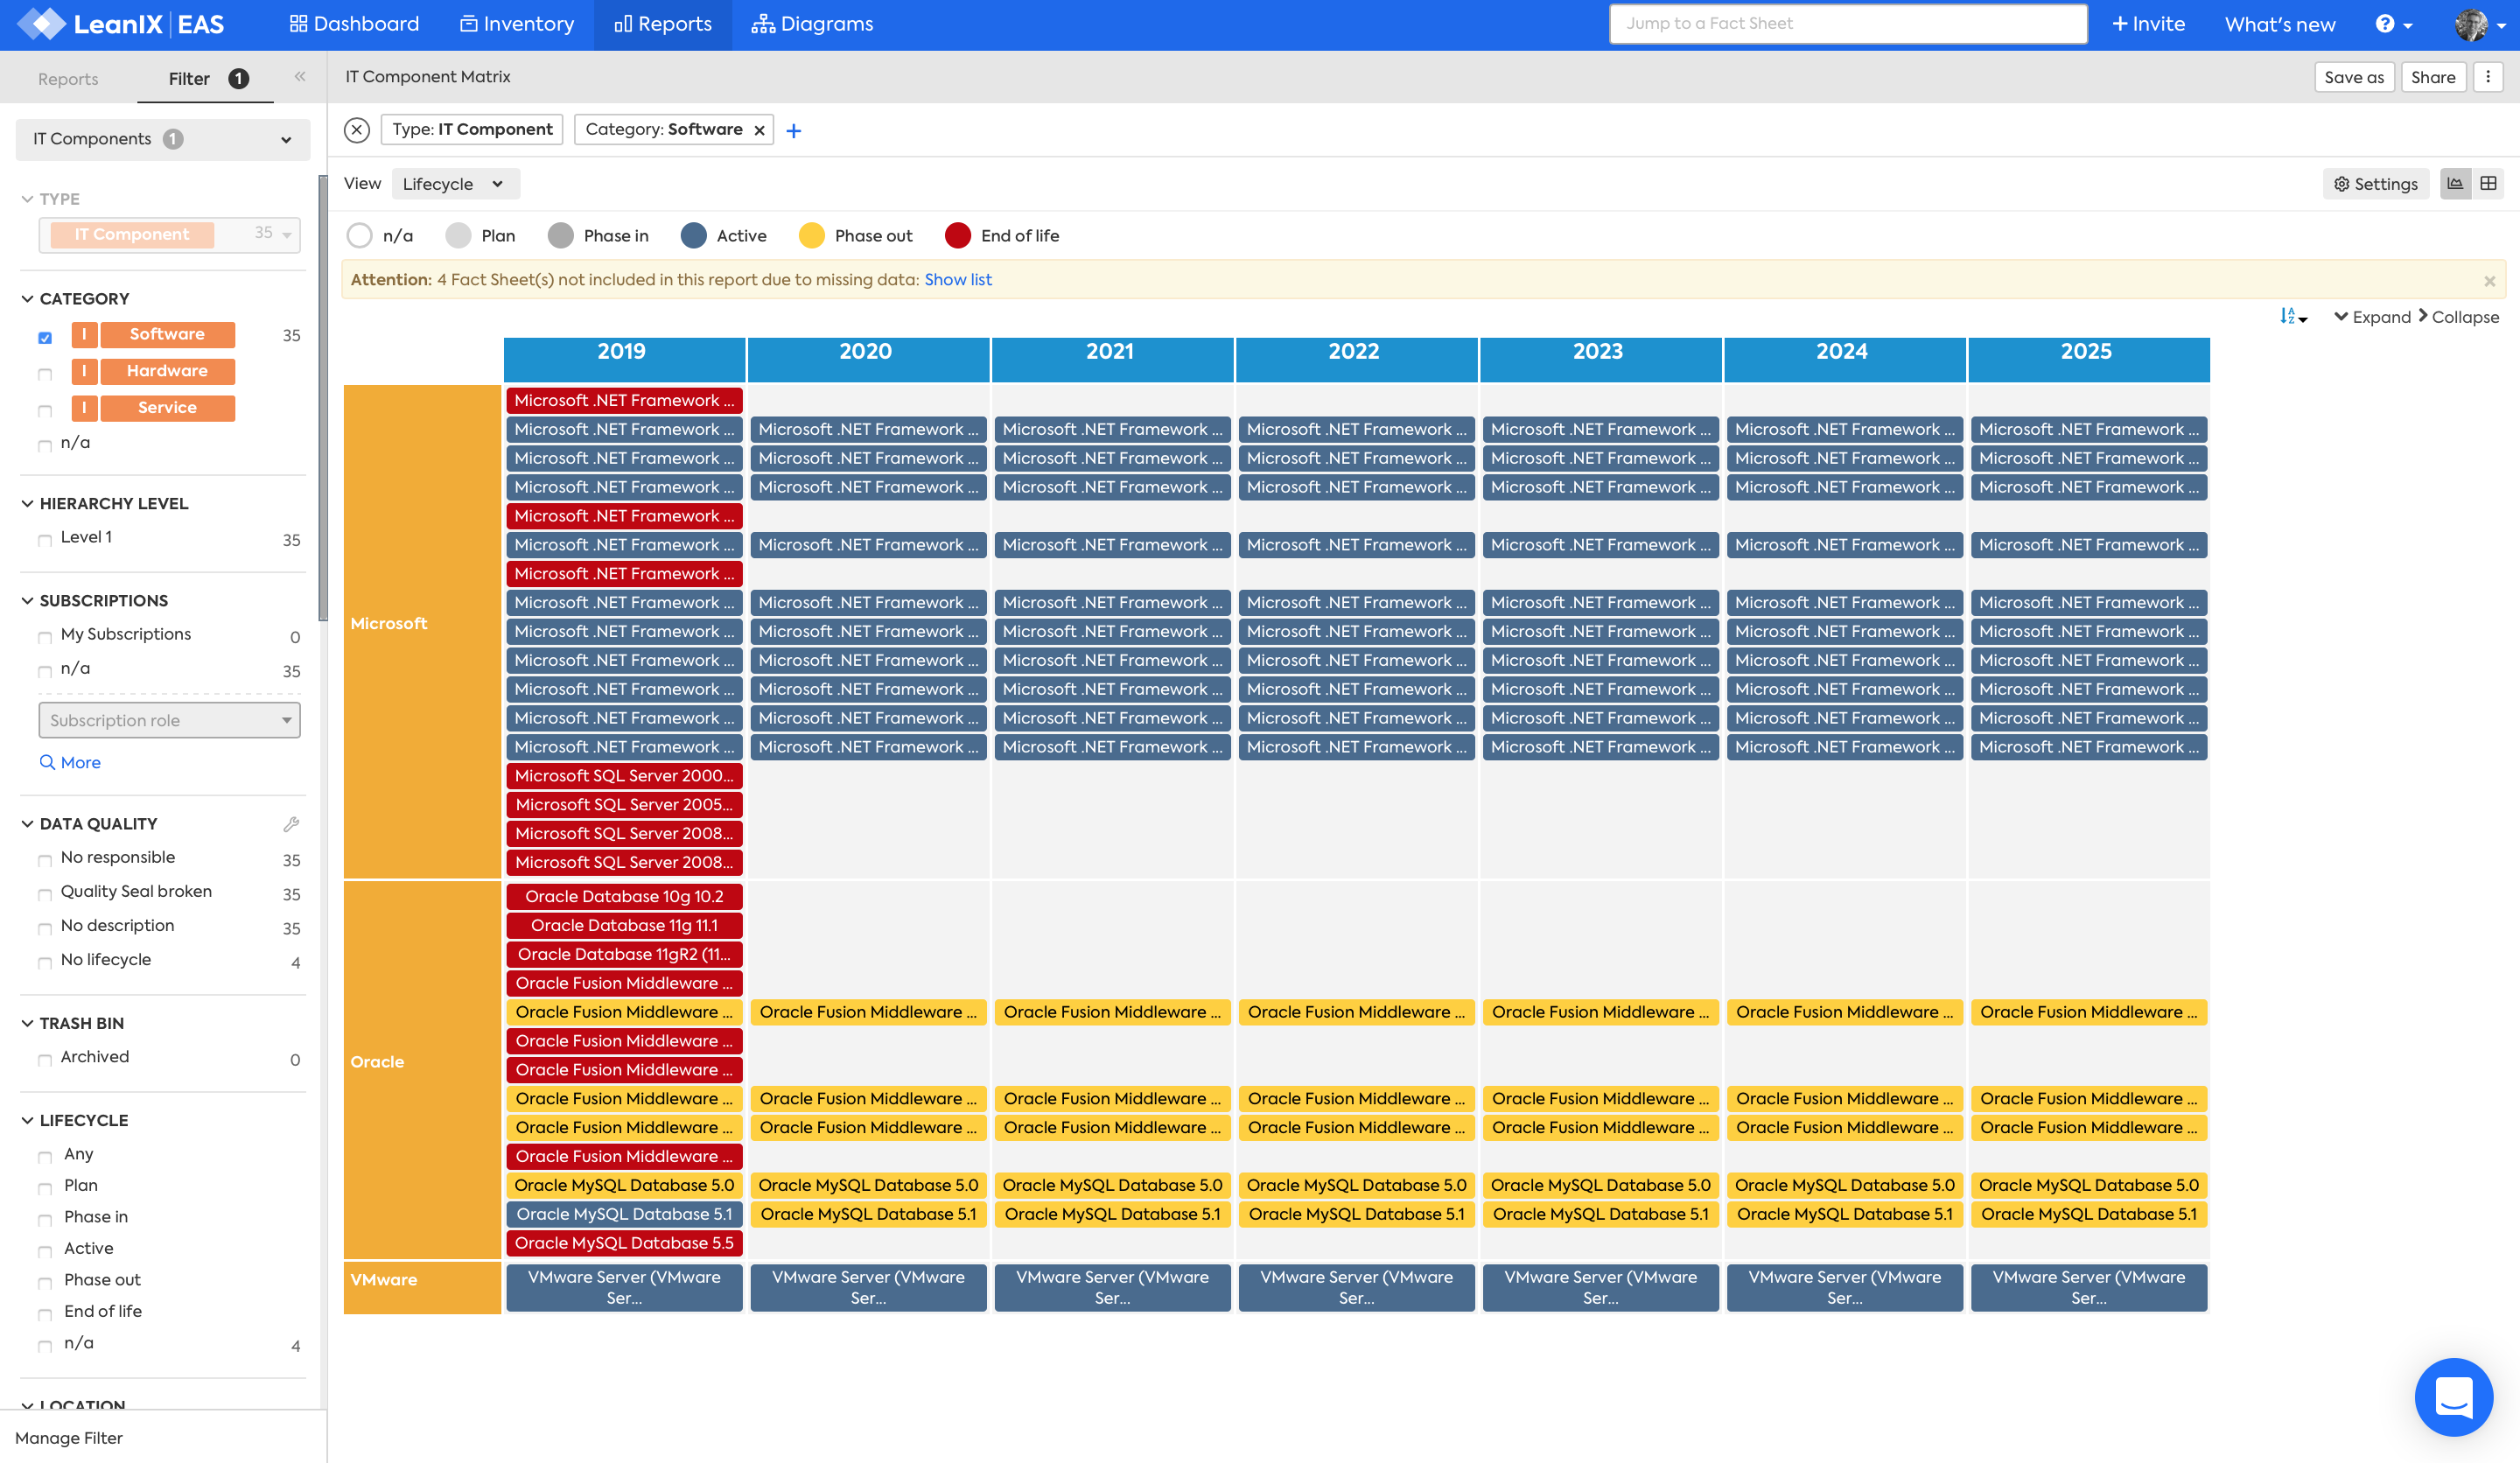 LeanIX EAS Dashboard Inventory Reports Diagrams Jump to a Fact Sheet + Invite What's new ?
Reports Filter 1 «
IT Components 1
TYPE
IT Component 35
CATEGORY
I Software 35
I Hardware
I Service
n/a
HIERARCHY LEVEL
Level 1 35
SUBSCRIPTIONS
My Subscriptions 0
n/a 35
Subscription role
More
DATA QUALITY
No responsible 35
Quality Seal broken 35
No description 35
No lifecycle 4
TRASH BIN
Archived 0
LIFECYCLE
Any
Plan
Phase in
Active
Phase out
End of life
n/a 4
LOCATION
Manage Filter
IT Component Matrix Save as Share
Type: IT Component Category: Software × +
View Lifecycle Settings
n/a Plan Phase in Active Phase out End of life
Attention: 4 Fact Sheet(s) not included in this report due to missing data: Show list ×
AZ Expand Collapse
2019 2020 2021 2022 2023 2024 2025
Microsoft
Microsoft .NET Framework ...
Microsoft .NET Framework ... Microsoft .NET Framework ... Microsoft .NET Framework ... Microsoft .NET Framework ... Microsoft .NET Framework ... Microsoft .NET Framework ... Microsoft .NET Framework ...
Microsoft .NET Framework ... Microsoft .NET Framework ... Microsoft .NET Framework ... Microsoft .NET Framework ... Microsoft .NET Framework ... Microsoft .NET Framework ... Microsoft .NET Framework ...
Microsoft .NET Framework ... Microsoft .NET Framework ... Microsoft .NET Framework ... Microsoft .NET Framework ... Microsoft .NET Framework ... Microsoft .NET Framework ... Microsoft .NET Framework ...
Microsoft .NET Framework ...
Microsoft .NET Framework ... Microsoft .NET Framework ... Microsoft .NET Framework ... Microsoft .NET Framework ... Microsoft .NET Framework ... Microsoft .NET Framework ... Microsoft .NET Framework ...
Microsoft .NET Framework ...
Microsoft .NET Framework ... Microsoft .NET Framework ... Microsoft .NET Framework ... Microsoft .NET Framework ... Microsoft .NET Framework ... Microsoft .NET Framework ... Microsoft .NET Framework ...
Microsoft .NET Framework ... Microsoft .NET Framework ... Microsoft .NET Framework ... Microsoft .NET Framework ... Microsoft .NET Framework ... Microsoft .NET Framework ... Microsoft .NET Framework ...
Microsoft .NET Framework ... Microsoft .NET Framework ... Microsoft .NET Framework ... Microsoft .NET Framework ... Microsoft .NET Framework ... Microsoft .NET Framework ... Microsoft .NET Framework ...
Microsoft .NET Framework ... Microsoft .NET Framework ... Microsoft .NET Framework ... Microsoft .NET Framework ... Microsoft .NET Framework ... Microsoft .NET Framework ... Microsoft .NET Framework ...
Microsoft .NET Framework ... Microsoft .NET Framework ... Microsoft .NET Framework ... Microsoft .NET Framework ... Microsoft .NET Framework ... Microsoft .NET Framework ... Microsoft .NET Framework ...
Microsoft .NET Framework ... Microsoft .NET Framework ... Microsoft .NET Framework ... Microsoft .NET Framework ... Microsoft .NET Framework ... Microsoft .NET Framework ... Microsoft .NET Framework ...
Microsoft SQL Server 2000...
Microsoft SQL Server 2005...
Microsoft SQL Server 2008...
Microsoft SQL Server 2008...
Oracle
Oracle Database 10g 10.2
Oracle Database 11g 11.1
Oracle Database 11gR2 (11...
Oracle Fusion Middleware ...
Oracle Fusion Middleware ... Oracle Fusion Middleware ... Oracle Fusion Middleware ... Oracle Fusion Middleware ... Oracle Fusion Middleware ... Oracle Fusion Middleware ... Oracle Fusion Middleware ...
Oracle Fusion Middleware ...
Oracle Fusion Middleware ...
Oracle Fusion Middleware ... Oracle Fusion Middleware ... Oracle Fusion Middleware ... Oracle Fusion Middleware ... Oracle Fusion Middleware ... Oracle Fusion Middleware ... Oracle Fusion Middleware ...
Oracle Fusion Middleware ... Oracle Fusion Middleware ... Oracle Fusion Middleware ... Oracle Fusion Middleware ... Oracle Fusion Middleware ... Oracle Fusion Middleware ... Oracle Fusion Middleware ...
Oracle Fusion Middleware ...
Oracle MySQL Database 5.0 Oracle MySQL Database 5.0 Oracle MySQL Database 5.0 Oracle MySQL Database 5.0 Oracle MySQL Database 5.0 Oracle MySQL Database 5.0 Oracle MySQL Database 5.0
Oracle MySQL Database 5.1 Oracle MySQL Database 5.1 Oracle MySQL Database 5.1 Oracle MySQL Database 5.1 Oracle MySQL Database 5.1 Oracle MySQL Database 5.1 Oracle MySQL Database 5.1
Oracle MySQL Database 5.5
VMware
VMware Server (VMware VMware Server (VMware VMware Server (VMware VMware Server (VMware VMware Server (VMware VMware Server (VMware VMware Server (VMware
Ser... Ser... Ser... Ser... Ser... Ser... Ser...